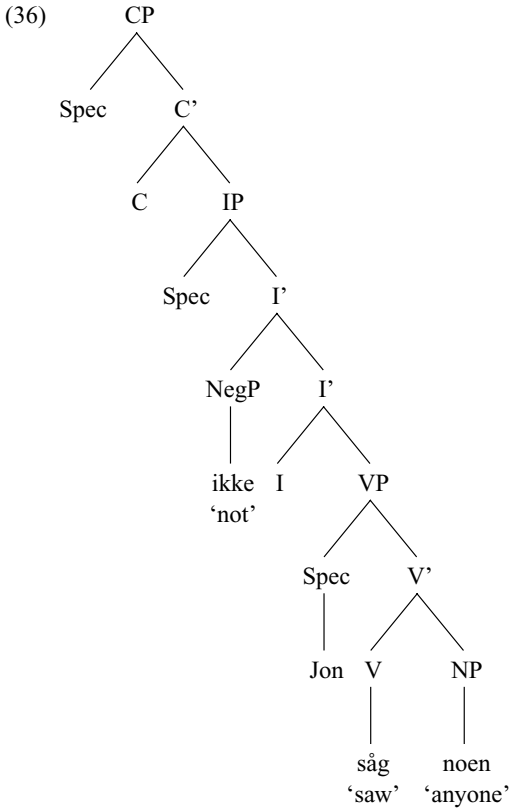 (36) CP
Spec C’
C IP
Spec I’
NegP I’
ikke I VP
‘not’
Spec V’
Jon V NP
såg noen
‘saw’ ‘anyone’